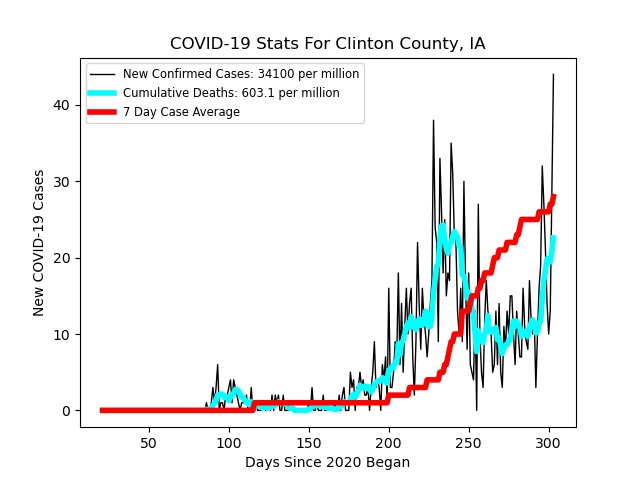 COVID-19 Stats For Clinton County, IA
New Confirmed Cases: 34100 per million
Cumulative Deaths: 603.1 per million
7 Day Case Average
New COVID-19 Cases
40
30
20
10
0
50 100 150 200 250 300
Days Since 2020 Began